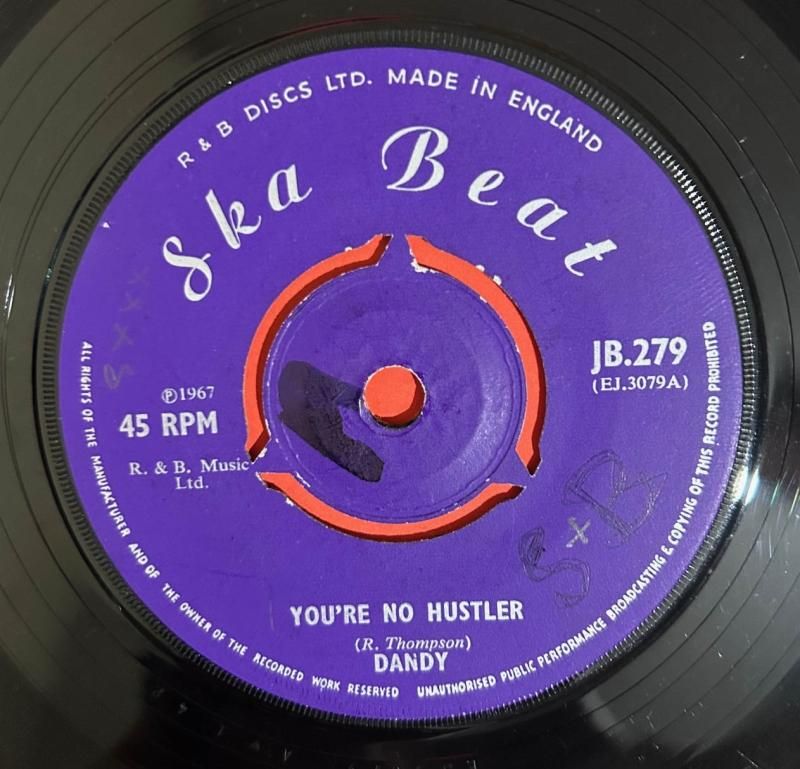 R & B DISCS LTD. MADE IN ENGLAND
Ska Beat
JB.279
(EJ.3079A)
℗1967
45 RPM
R. & B. Music
Ltd.
S x B
YOU'RE NO HUSTLER
(R. Thompson)
DANDY
ALL RIGHTS OF THE MANUFACTURER AND OF THE OWNER OF THE RECORDED WORK RESERVED UNAUTHORISED PUBLIC PERFORMANCE BROADCASTING & COPYING OF THIS RECORD PROHIBITED